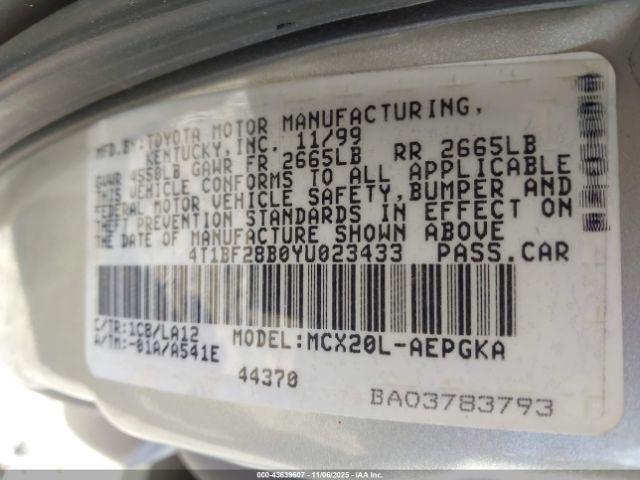 MFD.BY:TOYOTA MOTOR MANUFACTURING,
KENTUCKY,INC. 11/99
GVWR 4550LB GAWR FR 2665LB RR 2665LB
THIS VEHICLE CONFORMS TO ALL APPLICABLE
FEDERAL MOTOR VEHICLE SAFETY,BUMPER AND
THEFT PREVENTION STANDARDS IN EFFECT ON
THE DATE OF MANUFACTURE SHOWN ABOVE
4T1BF28B0YU023433 PASS.CAR
C/TR:1C8/LA12
A/TM:-01A/A541E
MODEL:MCX20L-AEPGKA
44370
BA03783793
000-43639607 - 11/06/2025 - IAAI.COM